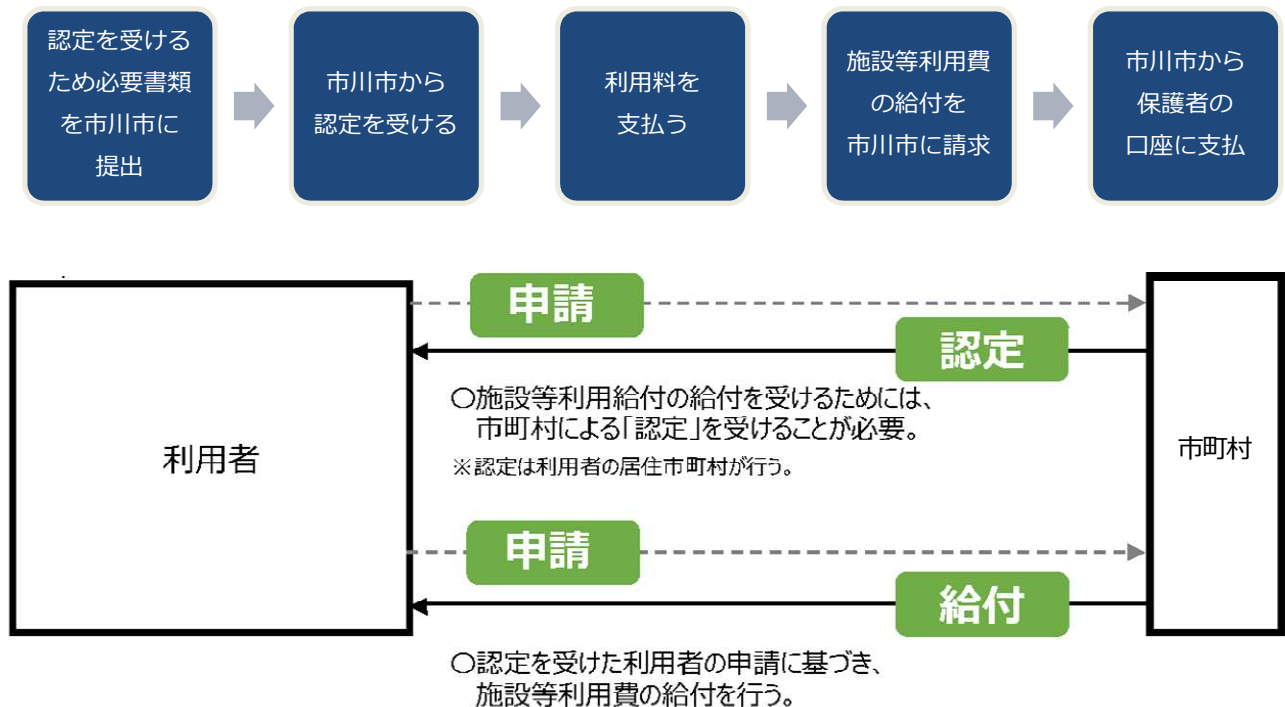 認定を受ける
ため必要書類
を市川市に
提出
市川市から
認定を受ける
利用料を
支払う
施設等利用費
の給付を
市川市に請求
市川市から
保護者の
口座に支払
利用者
申請
認定
○施設等利用給付の給付を受けるためには、
市町村による「認定」を受けることが必要。
※認定は利用者の居住市町村が行う。
市町村
申請
給付
○認定を受けた利用者の申請に基づき、
施設等利用費の給付を行う。